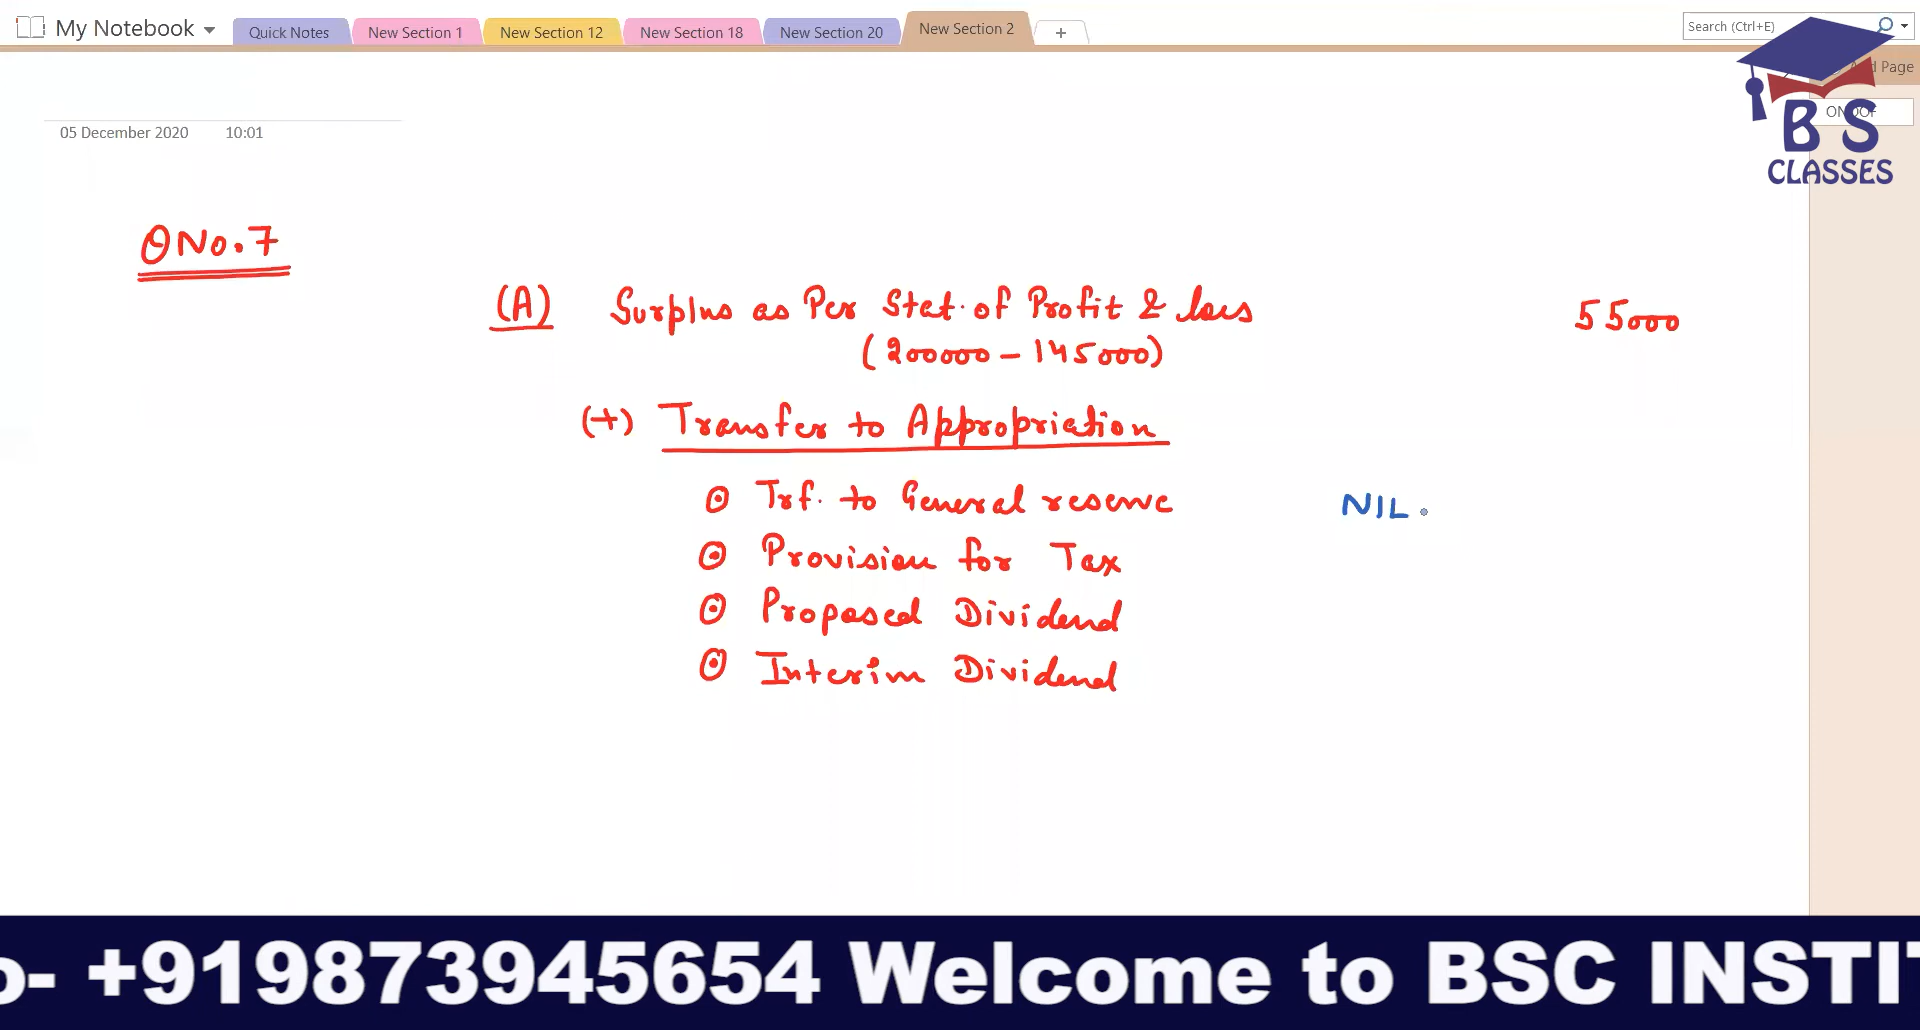 My Notebook
Quick Notes
New Section 1
New Section 12
New Section 18
New Section 20
New Section 2
+
Search (Ctrl+E)
d Page
B S
CLASSES
05 December 2020 10:01
QNo.7
(A) Surplus as Per Stat. of Profit & loss 55000
(200000 - 145000)
(+) Transfer to Appropriation
Trf. to General reserve NIL
Provision for Tax
Proposed Dividend
Interim Dividend
o- +919873945654 Welcome to BSC INSTI